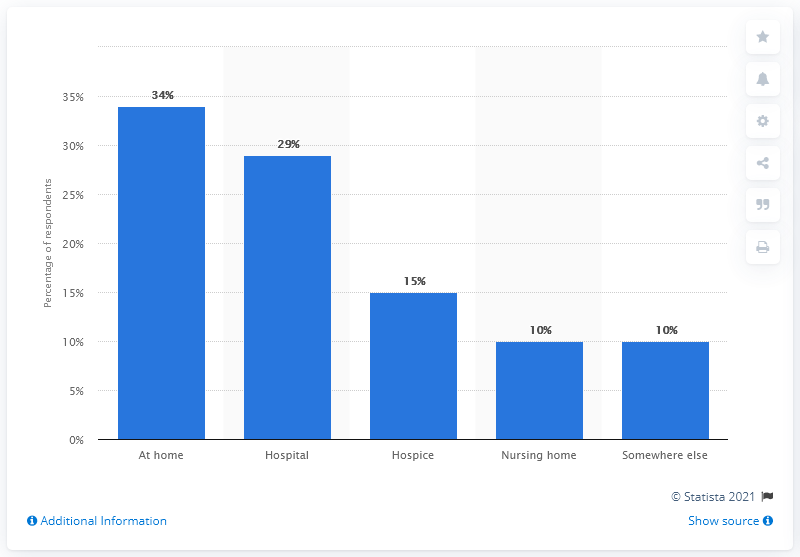 Percentage of respondents
35%
30%
25%
20%
15%
10%
5%
0%
34%
29%
15%
10%
10%
At home
Hospital
Hospice
Nursing home
Somewhere else
© Statista 2021
Additional Information
Show source